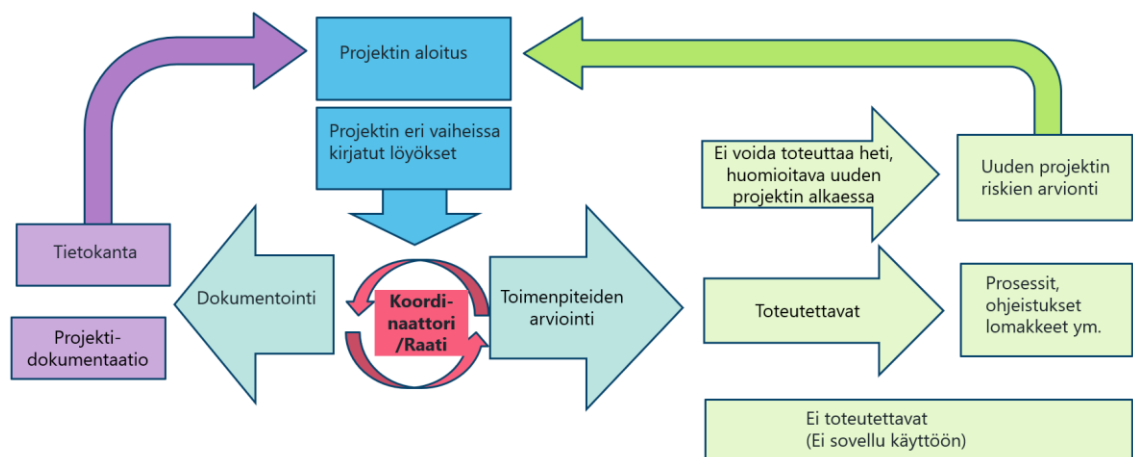 Projektin aloitus
Projektin eri vaiheissa
kirjatut löyökset
Ei voida toteuttaa heti,
huomioitava uuden
projektin alkaessa
Uuden projektin
riskien arvionti
Tietokanta
Dokumentointi
Koordi-
naattori
/Raati
Toimenpiteiden
arviointi
Toteutettavat
Prosessit,
ohjeistukset
lomakkeet ym.
Projekti-
dokumentaatio
Ei toteutettavat
(Ei sovellu käyttöön)